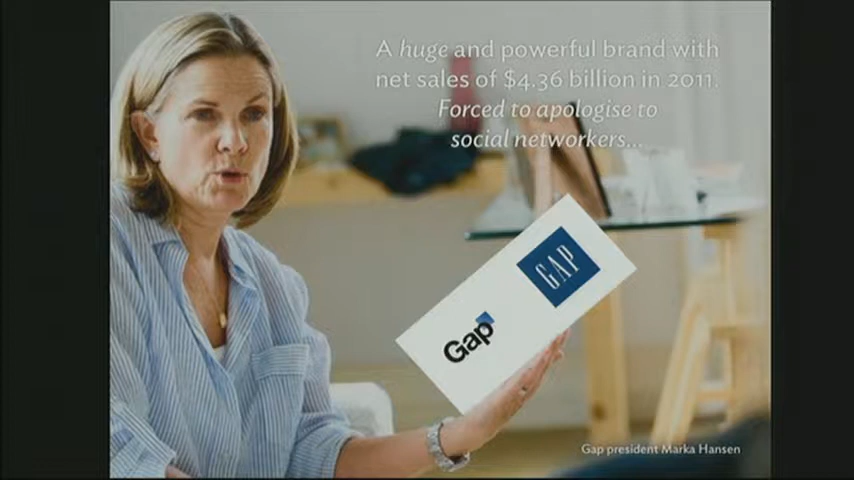 A huge and powerful brand with
net sales of $4.36 billion in 2011.
Forced to apologise to
social networkers...
GAP
Gap
Gap president Marka Hansen